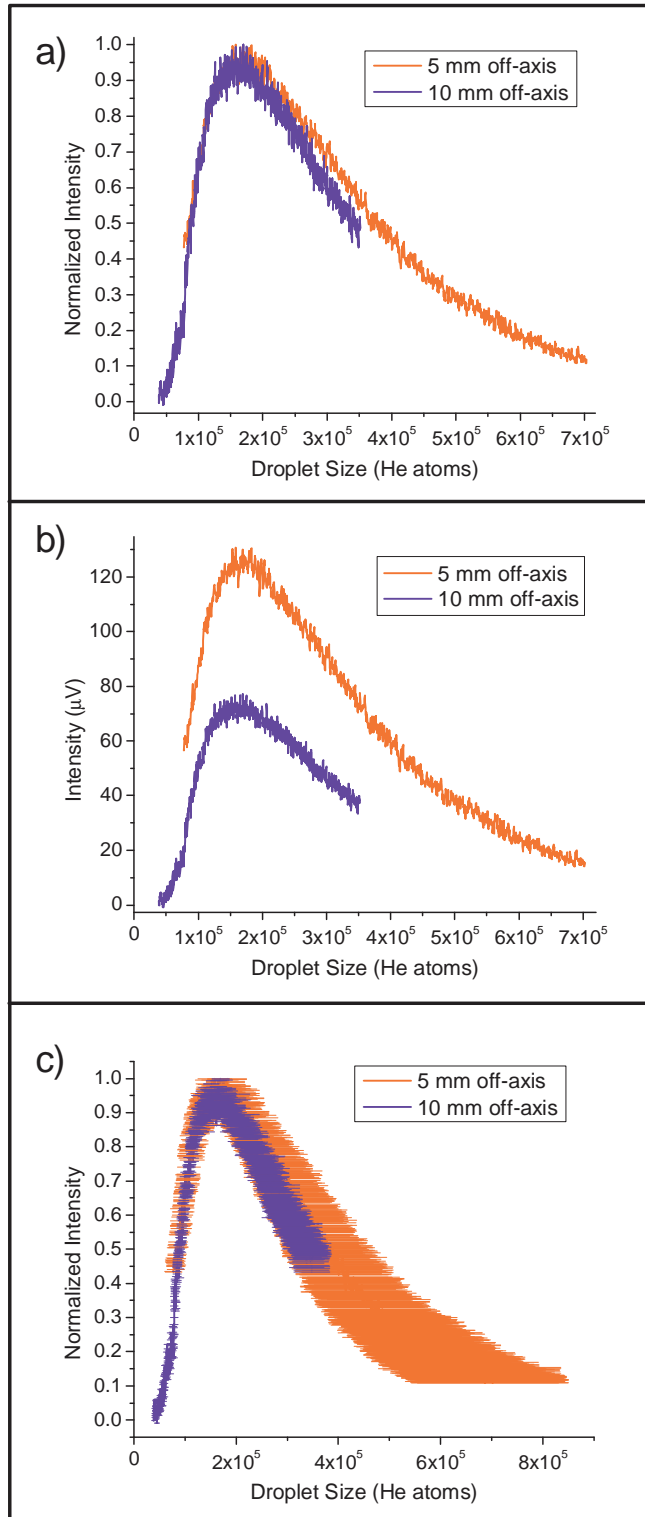 a)
5 mm off-axis
10 mm off-axis
1.0
0.9
0.8
0.7
0.6
0.5
0.4
0.3
0.2
0.1
0.0
Normalized Intensity
0 1x10⁵ 2x10⁵ 3x10⁵ 4x10⁵ 5x10⁵ 6x10⁵ 7x10⁵
Droplet Size (He atoms)
b)
5 mm off-axis
10 mm off-axis
120
100
80
60
40
20
0
Intensity (μV)
0 1x10⁵ 2x10⁵ 3x10⁵ 4x10⁵ 5x10⁵ 6x10⁵ 7x10⁵
Droplet Size (He atoms)
c)
5 mm off-axis
10 mm off-axis
1.0
0.9
0.8
0.7
0.6
0.5
0.4
0.3
0.2
0.1
0.0
Normalized Intensity
0 2x10⁵ 4x10⁵ 6x10⁵ 8x10⁵
Droplet Size (He atoms)